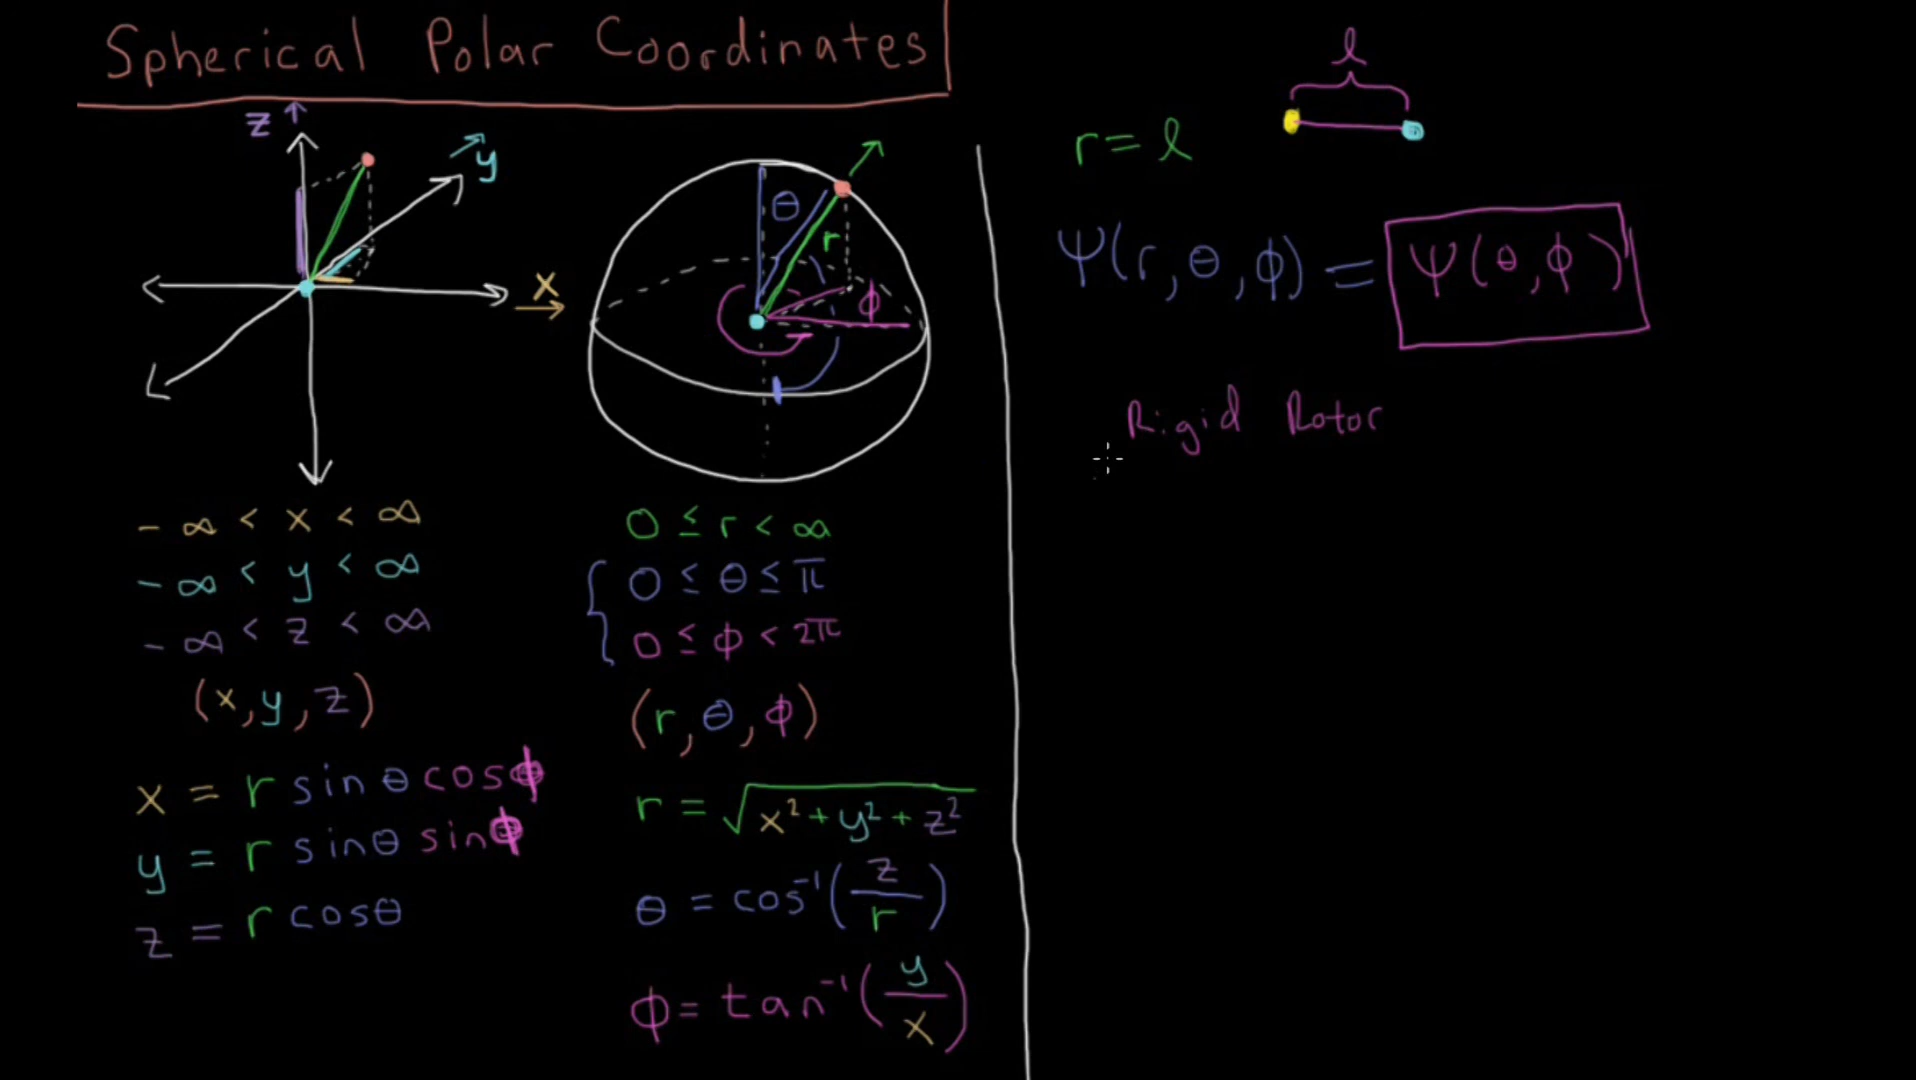 Spherical Polar Coordinates
z
y
x
θ
r
ϕ
-∞ < x < ∞
-∞ < y < ∞
-∞ < z < ∞
(x, y, z)
x = r sinθ cosϕ
y = r sinθ sinϕ
z = r cosθ
0 ≤ r < ∞
0 ≤ θ ≤ π
0 ≤ ϕ < 2π
(r, θ, ϕ)
r = √(x² + y² + z²)
θ = cos⁻¹(z/r)
ϕ = tan⁻¹(y/x)
l
r = l
Ψ(r, θ, ϕ) = Ψ(θ, ϕ)
Rigid Rotor